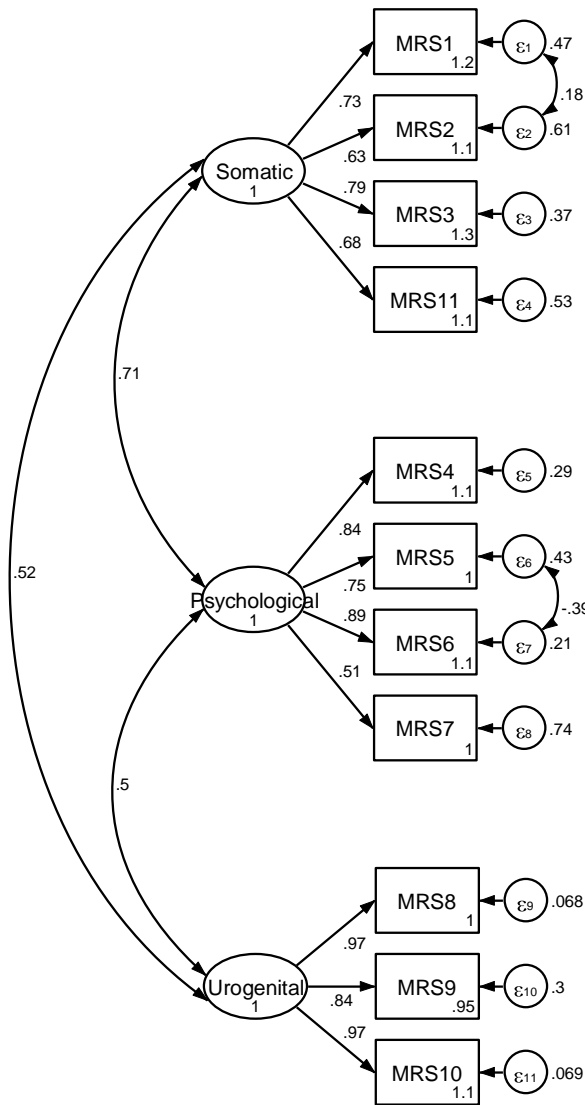 MRS1
1.2
ε1
.47
.18
.73
MRS2
1.1
ε2
.61
.63
Somatic
1
.79
MRS3
1.3
ε3
.37
.68
MRS11
1.1
ε4
.53
.71
.52
MRS4
1.1
ε5
.29
.84
MRS5
1
ε6
.43
.75
-.39
Psychological
1
.89
MRS6
1.1
ε7
.21
.51
MRS7
1
ε8
.74
.5
MRS8
1
ε9
.068
.97
Urogenital
1
.84
MRS9
.95
ε10
.3
.97
MRS10
1.1
ε11
.069